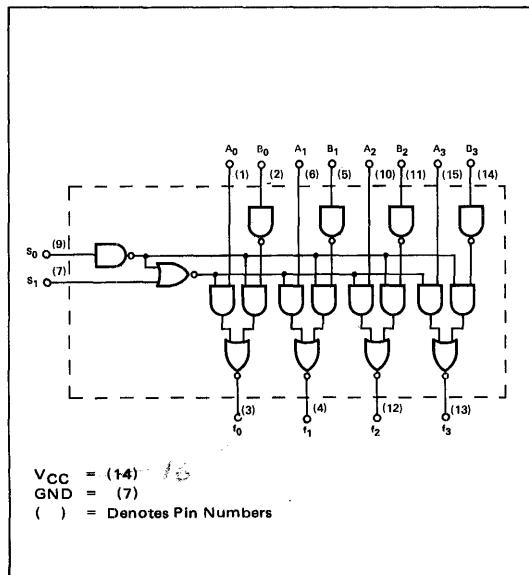 A0 B0 A1 B1 A2 B2 A3 B3
(1) (2) (6) (5) (10) (11) (15) (14)
S0 (9)
S1 (7)
(3) (4) (12) (13)
f0 f1 f2 f3
VCC = (14) 16
GND = (7)
( ) = Denotes Pin Numbers